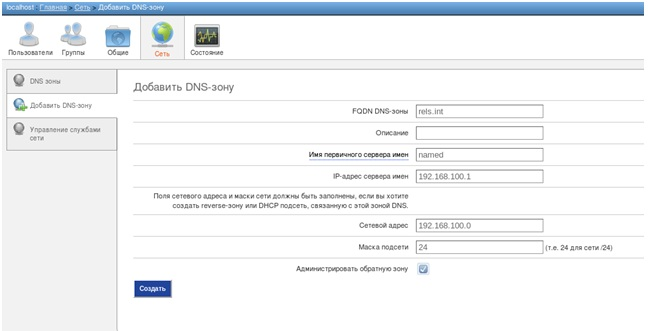 localhost Главная > Сеть > Добавить DNS-зону
Пользователи Группы Общие Сеть Состояние
DNS зоны
Добавить DNS-зону
Управление службами
сети
Добавить DNS-зону
FQDN DNS-зоны rels.int
Описание
Имя первичного сервера имен named
IP-адрес сервера имен 192.168.100.1
Поля сетевого адреса и маски сети должны быть заполнены, если вы хотите
создать reverse-зону или DHCP подсеть, связанную с этой зоной DNS.
Сетевой адрес 192.168.100.0
Маска подсети 24 (т.е. 24 для сети /24)
Администрировать обратную зону
Создать